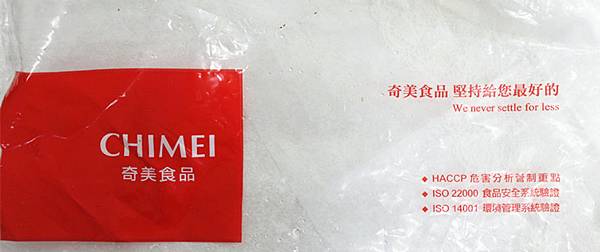 CHIMEI
奇美食品
奇美食品 堅持給您最好的
We never settle for less
◆ HACCP 危害分析管制重點
◆ ISO 22000 食品安全系統驗證
◆ ISO 14001 環境管理系統驗證